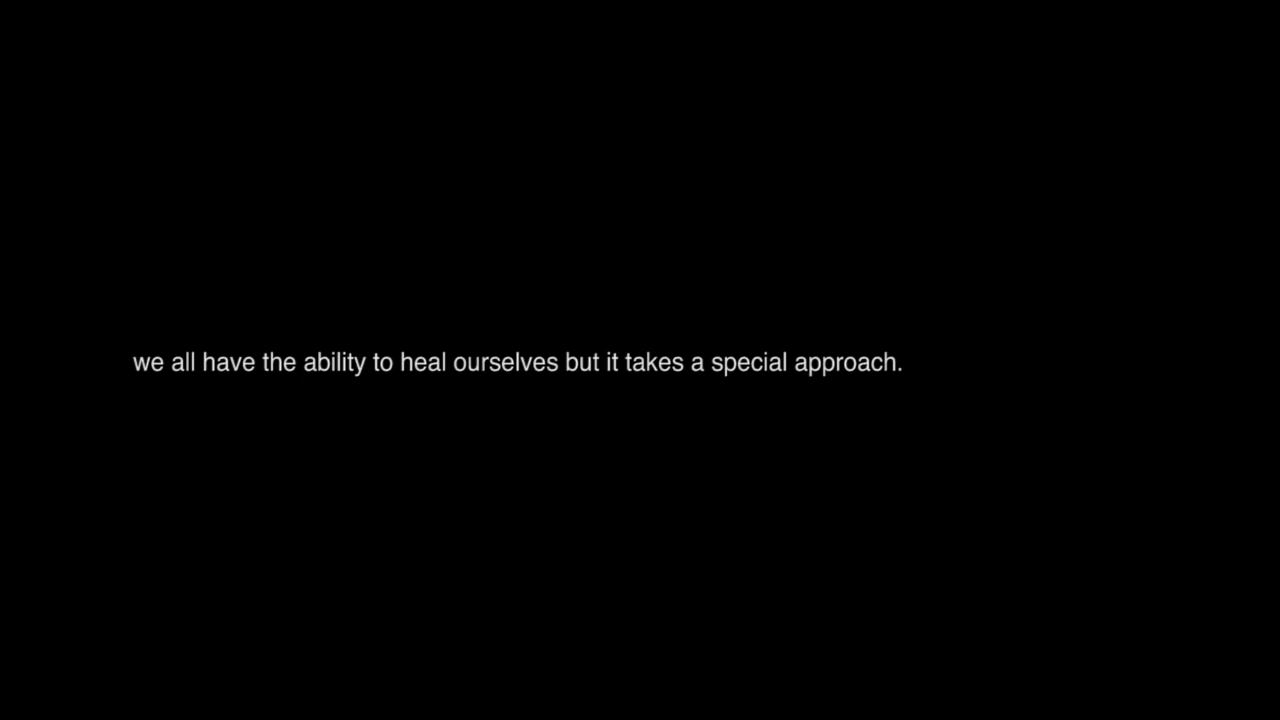 we all have the ability to heal ourselves but it takes a special approach.